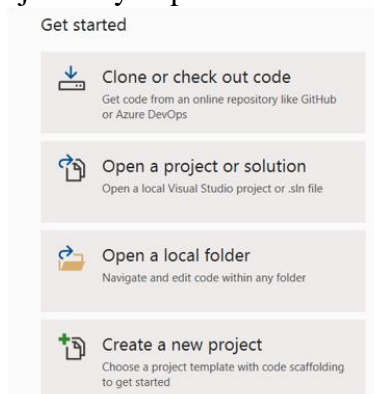 Get started
Clone or check out code
Get code from an online repository like GitHub
or Azure DevOps
Open a project or solution
Open a local Visual Studio project or .sln file
Open a local folder
Navigate and edit code within any folder
Create a new project
Choose a project template with code scaffolding
to get started